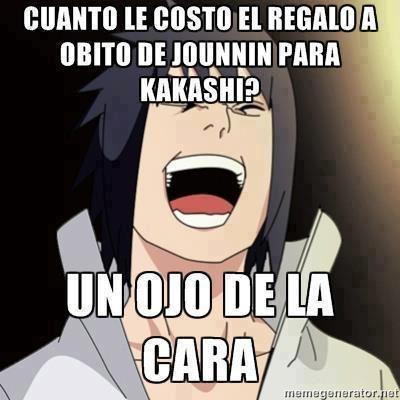 CUANTO LE COSTO EL REGALO A
OBITO DE JOUNNIN PARA
KAKASHI?
UN OJO DE LA
CARA
memegenerator.net